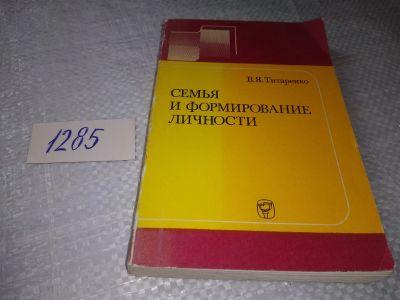 В.Я.Титаренко
СЕМЬЯ
И ФОРМИРОВАНИЕ
ЛИЧНОСТИ
1285